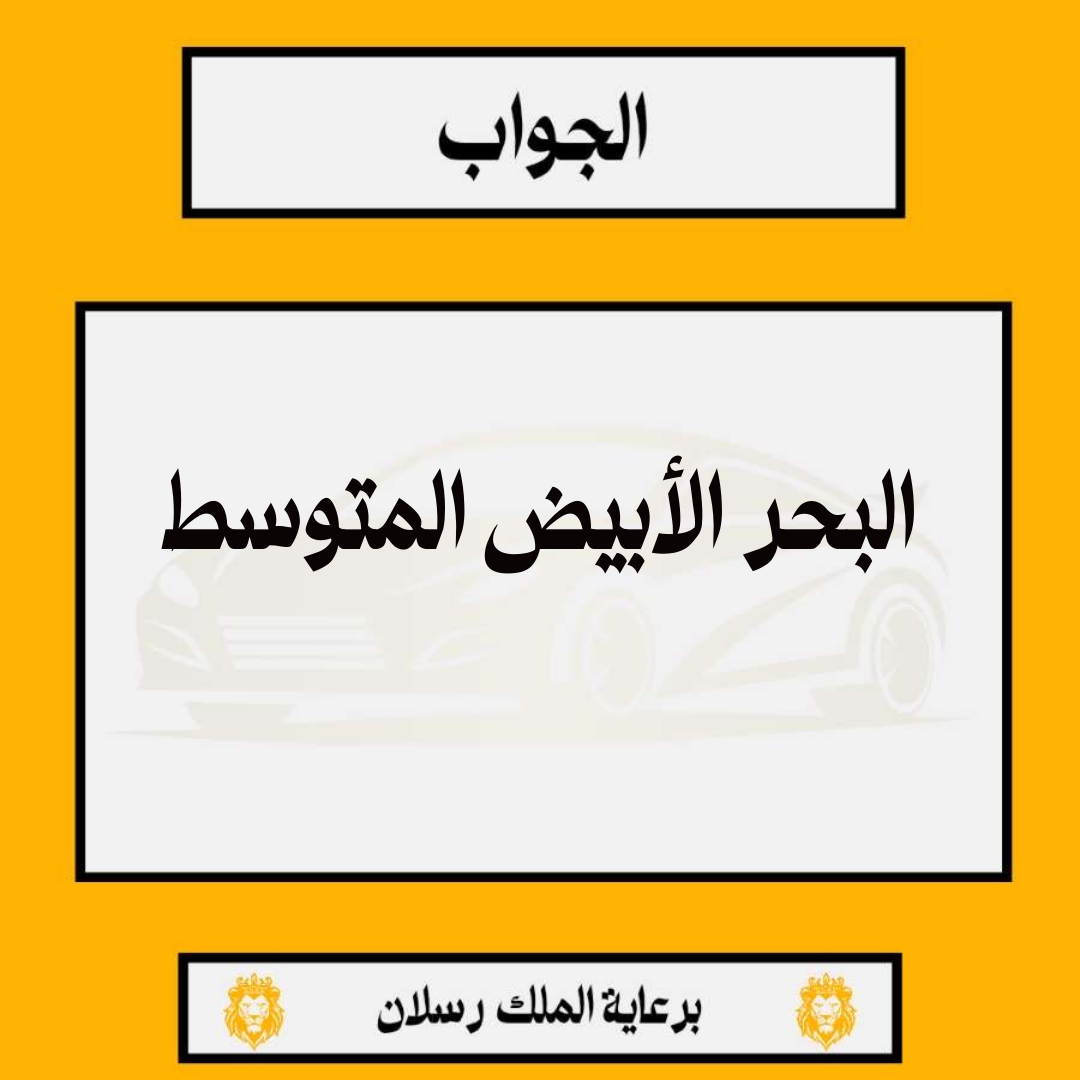 الجواب
البحر الأبيض المتوسط
برعاية الملك رسلان